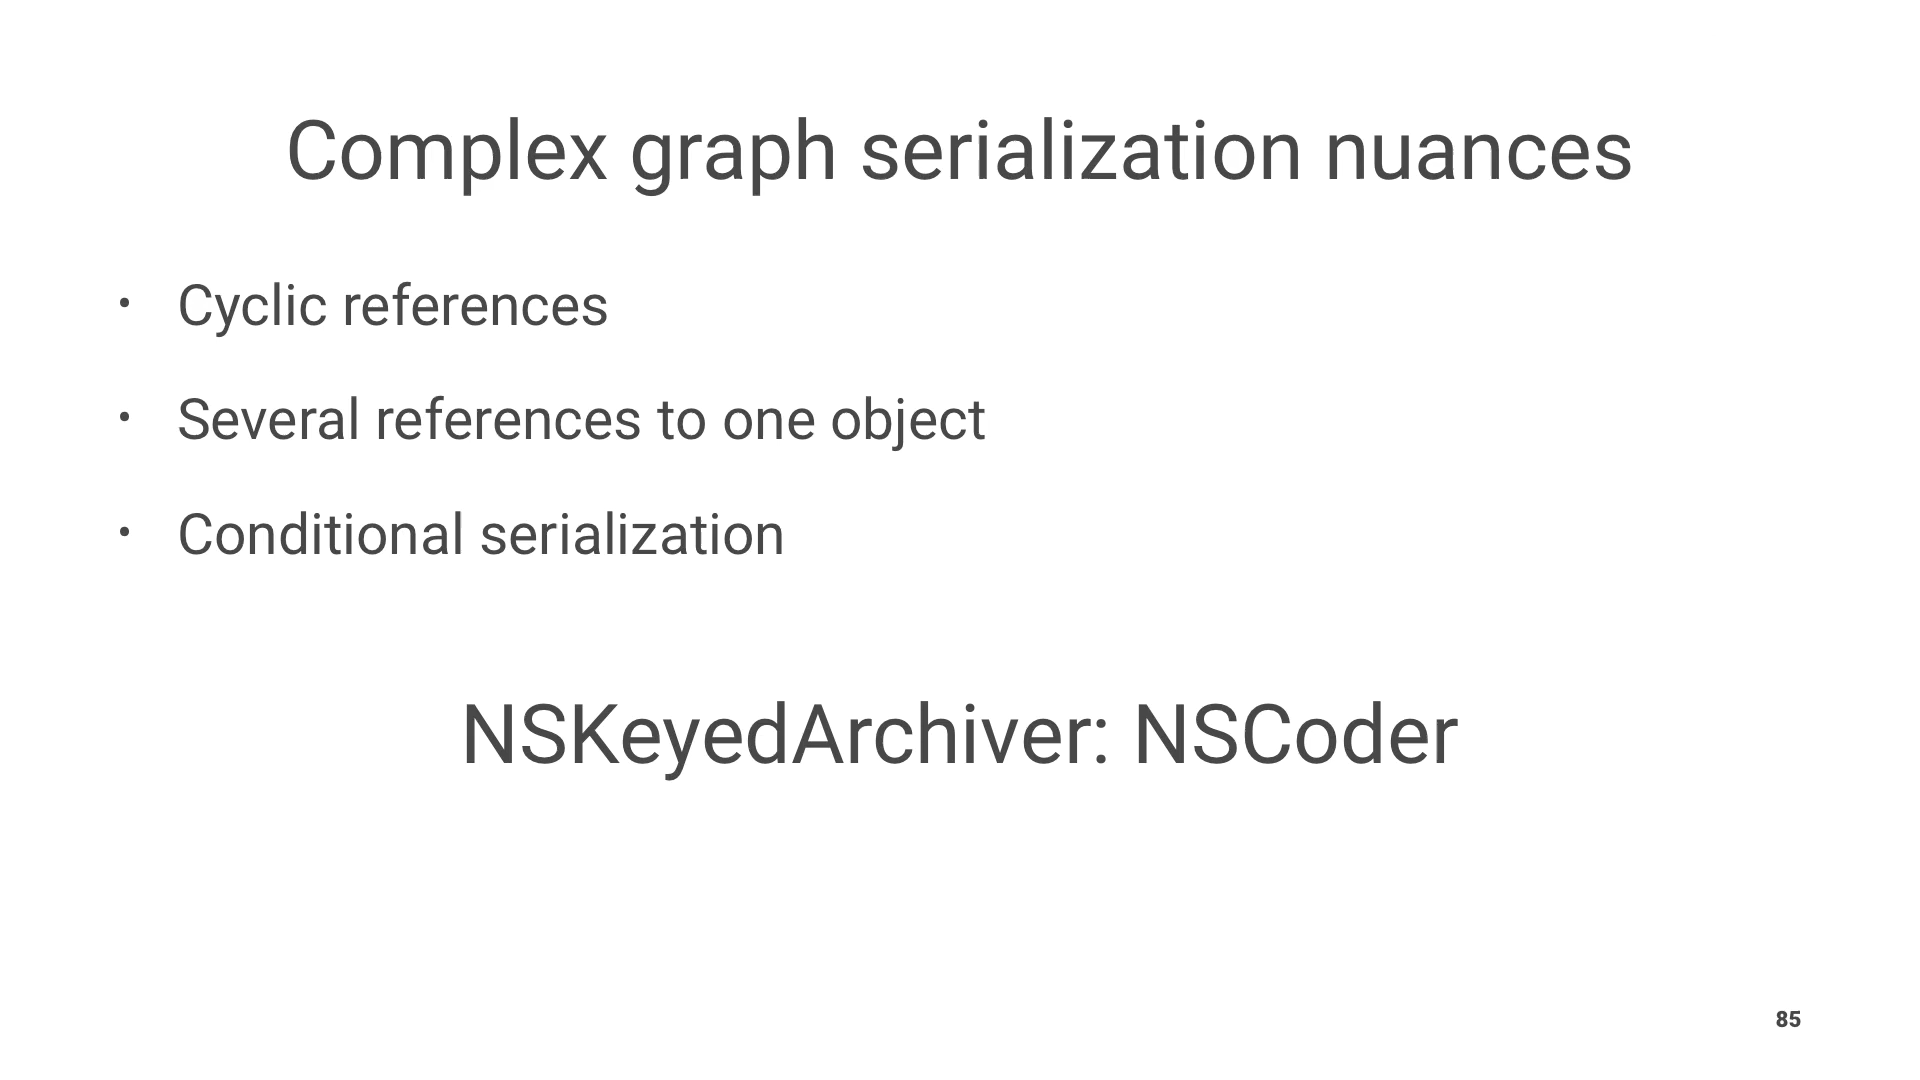 Complex graph serialization nuances
• Cyclic references
• Several references to one object
• Conditional serialization
NSKeyedArchiver: NSCoder
85